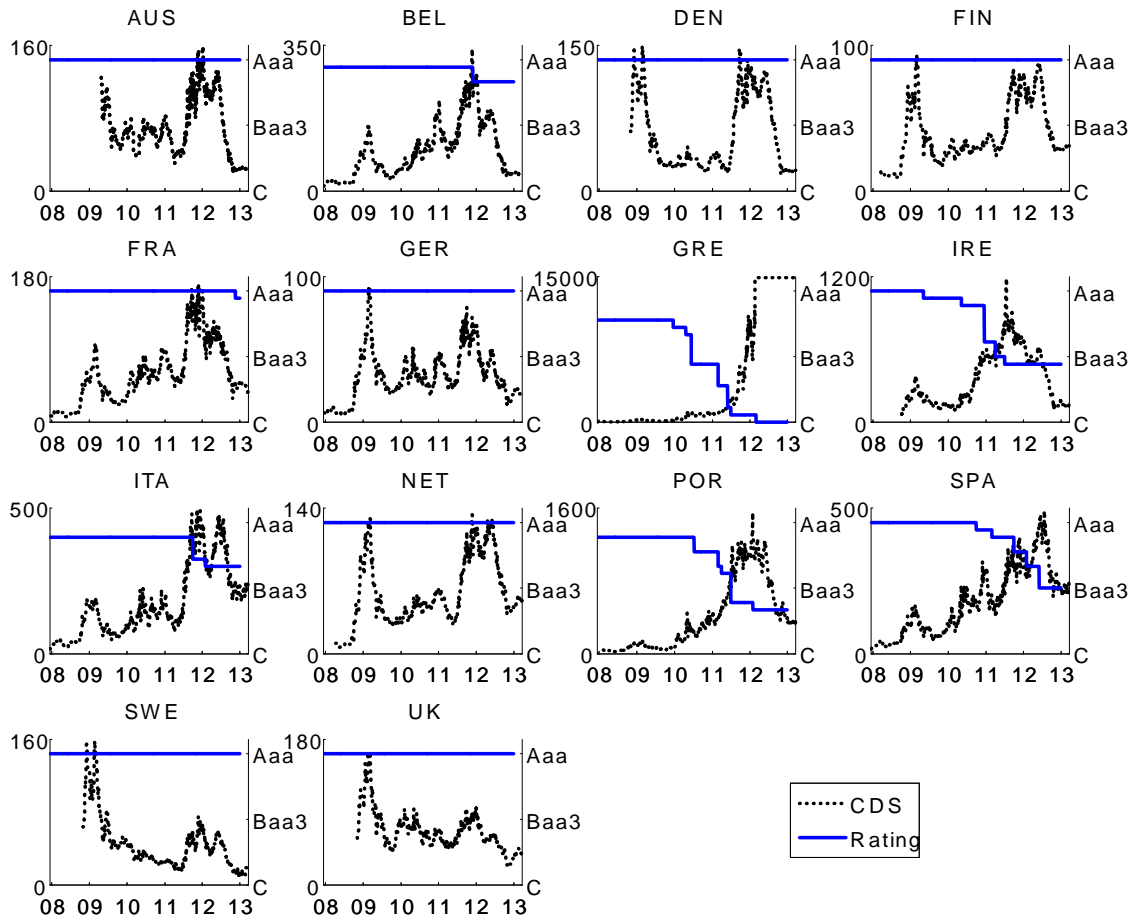 AUS
160
Aaa
Baa3
0
C
08 09 10 11 12 13
BEL
350
Aaa
Baa3
0
C
08 09 10 11 12 13
DEN
150
Aaa
Baa3
0
C
08 09 10 11 12 13
FIN
100
Aaa
Baa3
0
C
08 09 10 11 12 13
FRA
180
Aaa
Baa3
0
C
08 09 10 11 12 13
GER
100
Aaa
Baa3
0
C
08 09 10 11 12 13
GRE
15000
Aaa
Baa3
0
C
08 09 10 11 12 13
IRE
1200
Aaa
Baa3
0
C
08 09 10 11 12 13
ITA
500
Aaa
Baa3
0
C
08 09 10 11 12 13
NET
140
Aaa
Baa3
0
C
08 09 10 11 12 13
POR
1600
Aaa
Baa3
0
C
08 09 10 11 12 13
SPA
500
Aaa
Baa3
0
C
08 09 10 11 12 13
SWE
160
Aaa
Baa3
0
C
08 09 10 11 12 13
UK
180
Aaa
Baa3
0
C
08 09 10 11 12 13
CDS
Rating